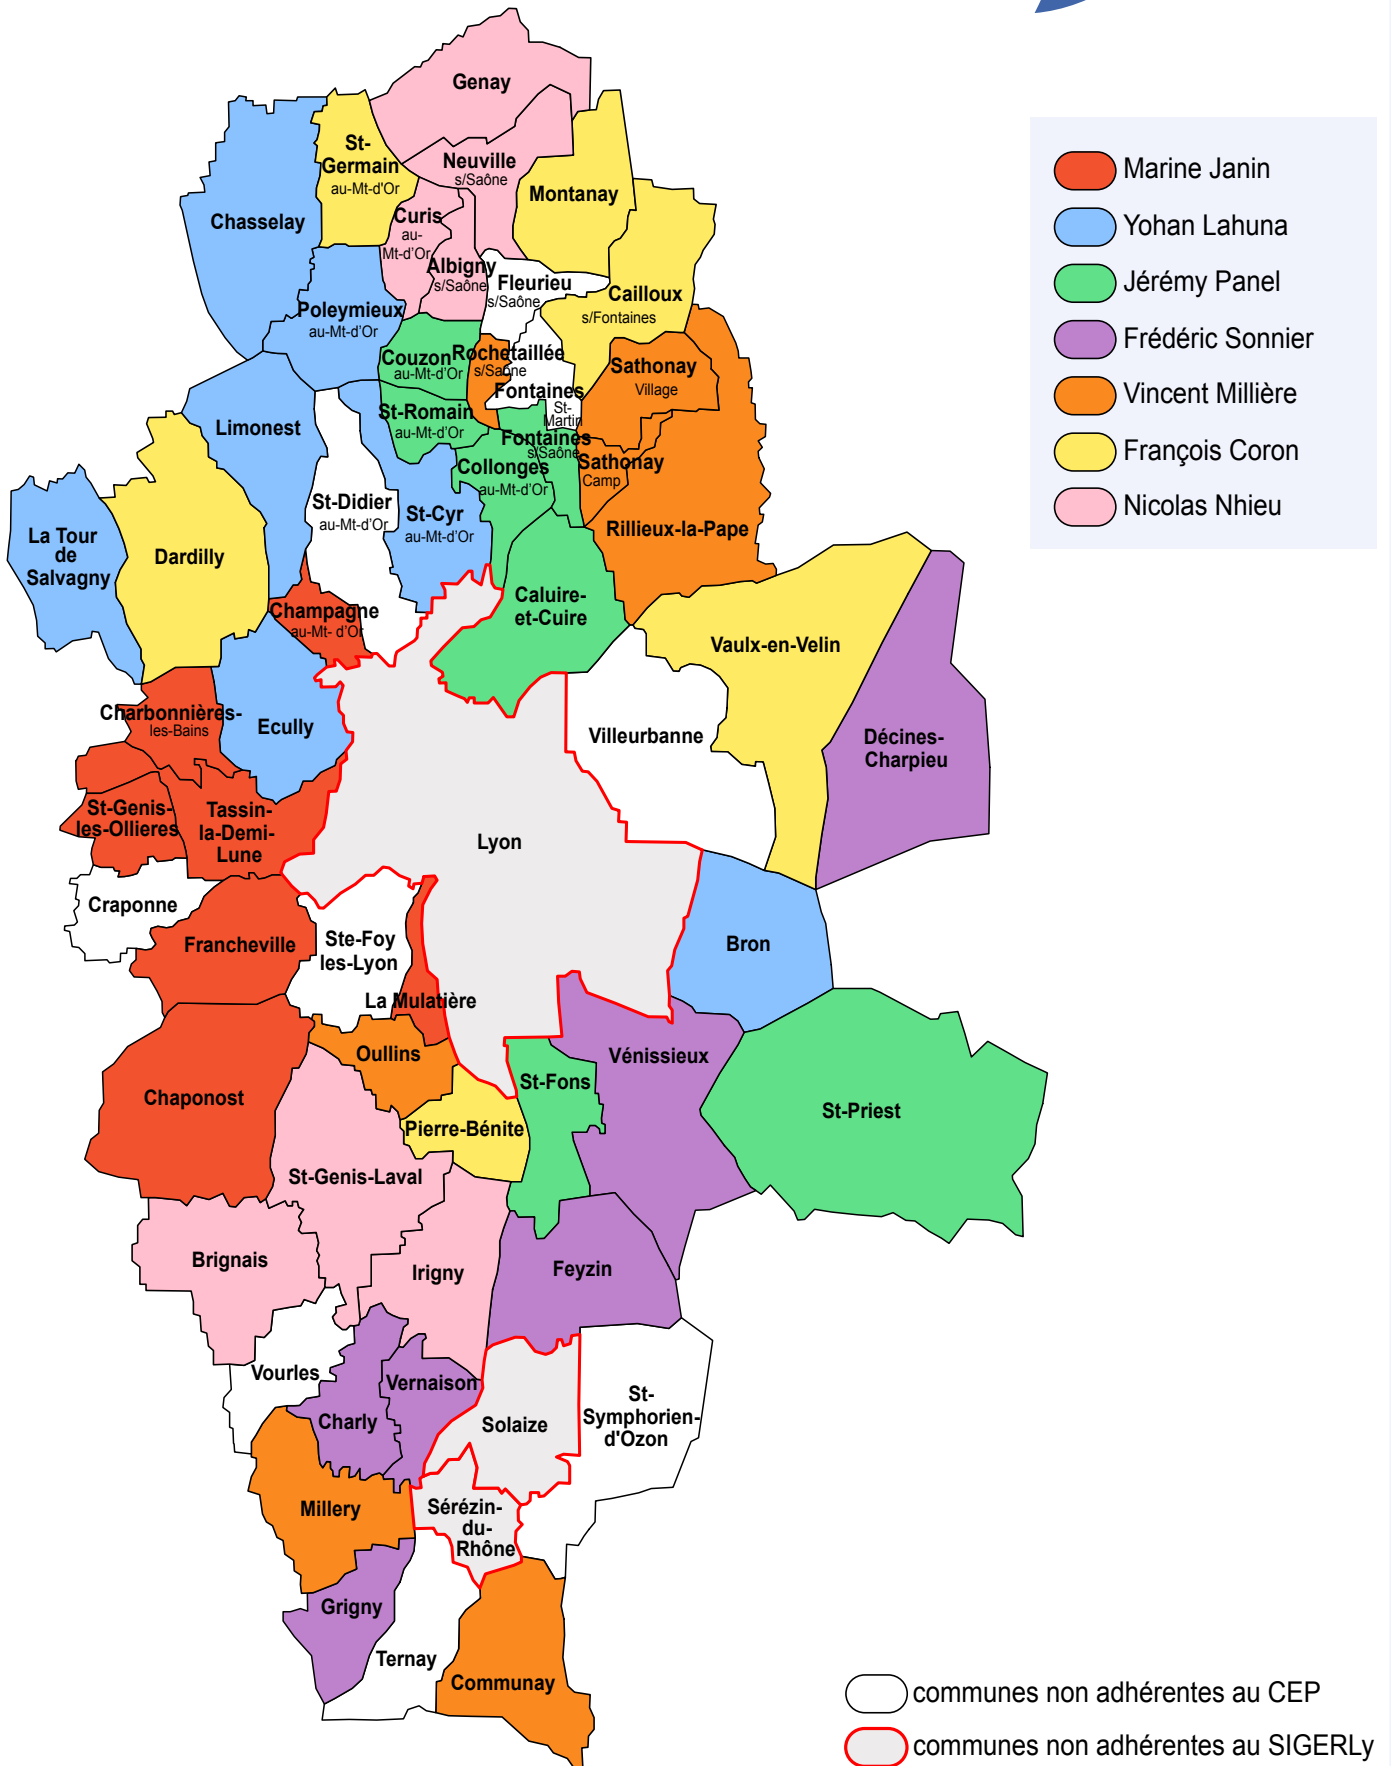 Genay
St-
Germain
au-Mt-d'Or
Neuville
s/Saône
Montanay
Chasselay
Curis
au-
Mt-d'Or
Albigny
s/Saône
Fleurieu
s/Saône
Cailloux
s/Fontaines
Poleymieux
au-Mt-d'Or
Couzon
au-Mt-d'Or
Rochetaillée
s/Saône
Sathonay
Village
Fontaines
St-
Martin
St-Romain
au-Mt-d'Or
Limonest
Fontaines
s/Saône
Collonges
au-Mt-d'Or
Sathonay
Camp
St-Didier
au-Mt-d'Or
St-Cyr
au-Mt-d'Or
Rillieux-la-Pape
La Tour
de
Salvagny
Dardilly
Champagne
au-Mt- d'Or
Caluire-
et-Cuire
Vaulx-en-Velin
Charbonnières-
les-Bains
Ecully
Villeurbanne
Décines-
Charpieu
St-Genis-
les-Ollieres
Tassin-
la-Demi-
Lune
Lyon
Craponne
Francheville
Ste-Foy
les-Lyon
Bron
La Mulatière
Oullins
Vénissieux
St-Fons
Chaponost
St-Priest
Pierre-Bénite
St-Genis-Laval
Brignais
Irigny
Feyzin
Vourles
Vernaison
Charly
Solaize
St-
Symphorien-
d'Ozon
Millery
Sérézin-
du-
Rhône
Grigny
Ternay
Communay
Marine Janin
Yohan Lahuna
Jérémy Panel
Frédéric Sonnier
Vincent Millière
François Coron
Nicolas Nhieu
communes non adhérentes au CEP
communes non adhérentes au SIGERLy